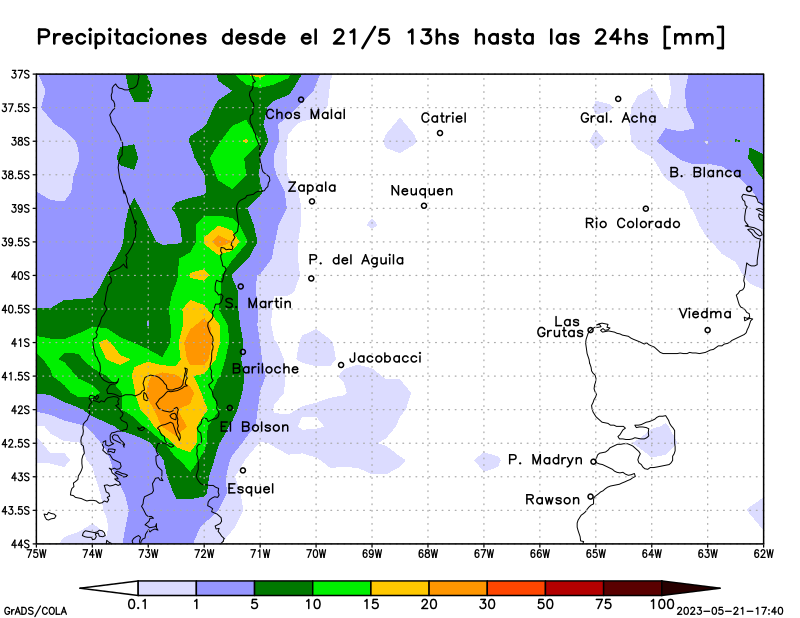 Precipitaciones desde el 21/5 13hs hasta las 24hs [mm]
37S
Chos Malal
Gral. Acha
37.5S
Catriel
38S
B. Blanca
38.5S
Zapala
Neuquen
39S
Rio Colorado
39.5S
P. del Aguila
40S
S. Martin
40.5S
Las
Grutas
Viedma
41S
Jacobacci
Bariloche
41.5S
42S
El Bolson
42.5S
P. Madryn
43S
Esquel
Rawson
43.5S
44S
75W 74W 73W 72W 71W 70W 69W 68W 67W 66W 65W 64W 63W 62W
0.1 1 5 10 15 20 30 50 75 100
GrADS/COLA 2023-05-21-17:40